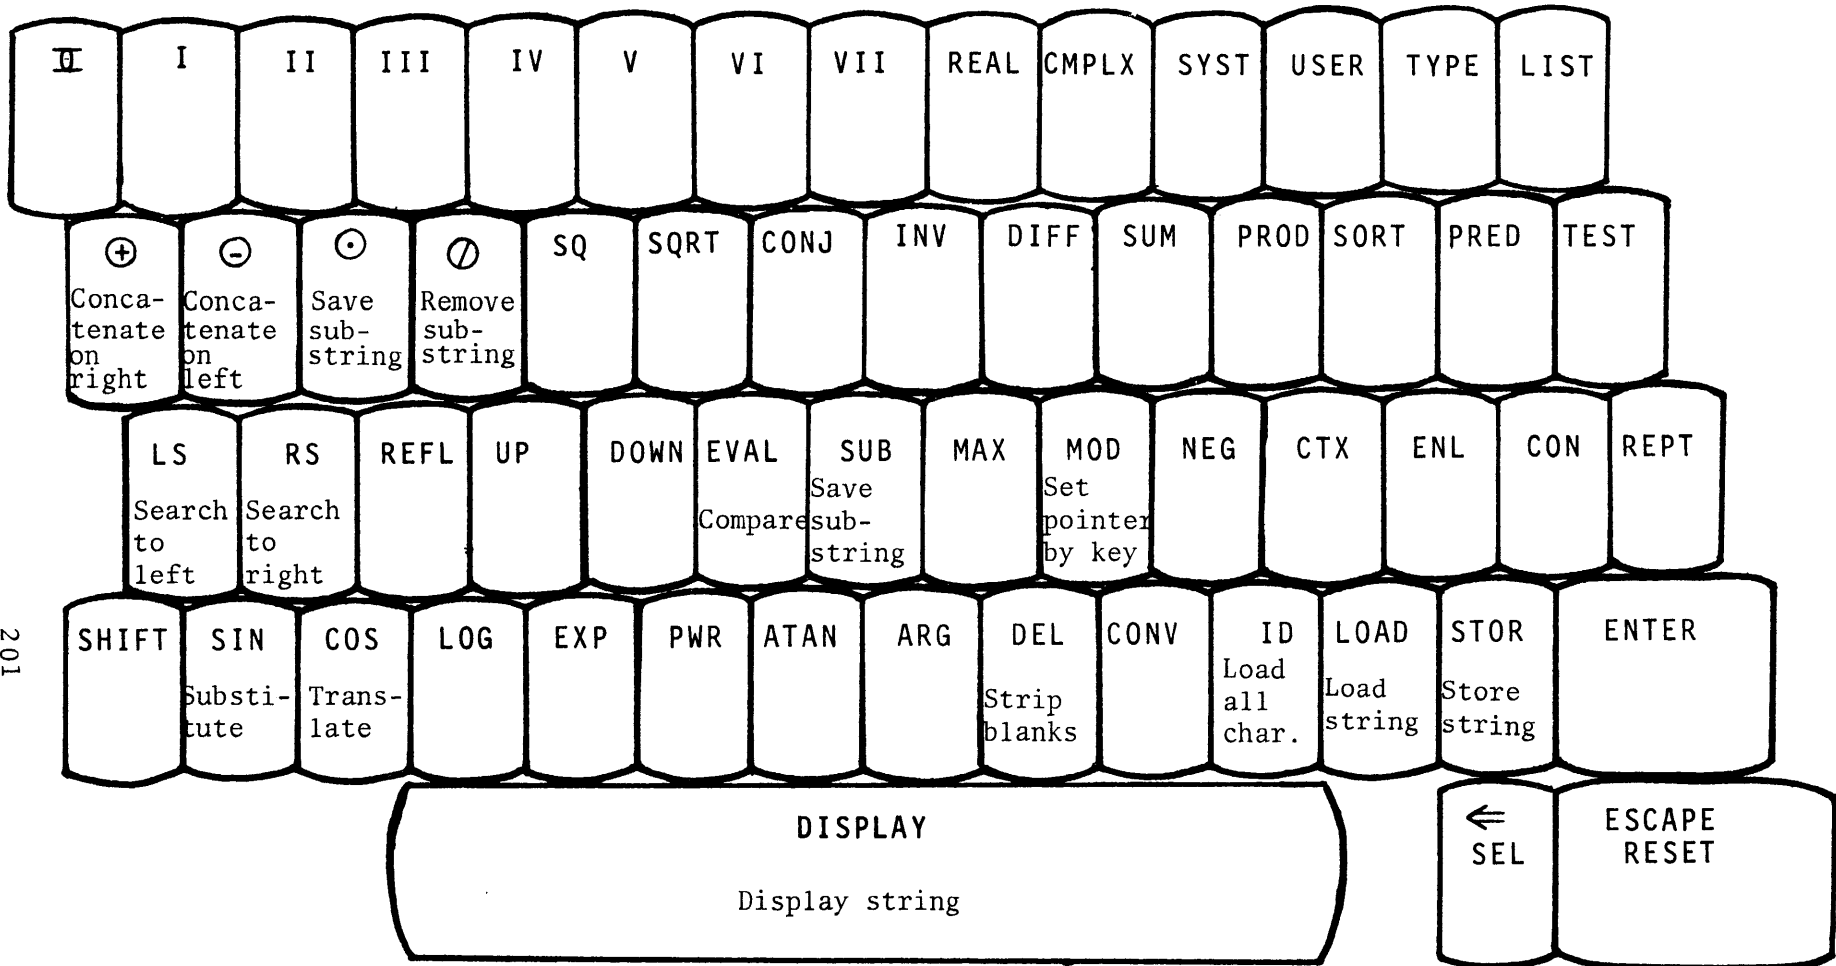 0 I II III IV V VI VII REAL CMPLX SYST USER TYPE LIST
⊕ ⊖ ⊙ ⊘ SQ SQRT CONJ INV DIFF SUM PROD SORT PRED TEST
Conca- Conca- Save Remove
tenate tenate sub- sub-
on on string string
right left
LS RS REFL UP DOWN EVAL SUB MAX MOD NEG CTX ENL CON REPT
Save Set
Search Search Compare sub- pointer
to to string by key
left right
SHIFT SIN COS LOG EXP PWR ATAN ARG DEL CONV ID LOAD STOR ENTER
Substi- Trans- Strip Load Load Store
tute late blanks all string string
char.
201
DISPLAY ⇐ ESCAPE
SEL RESET
Display string